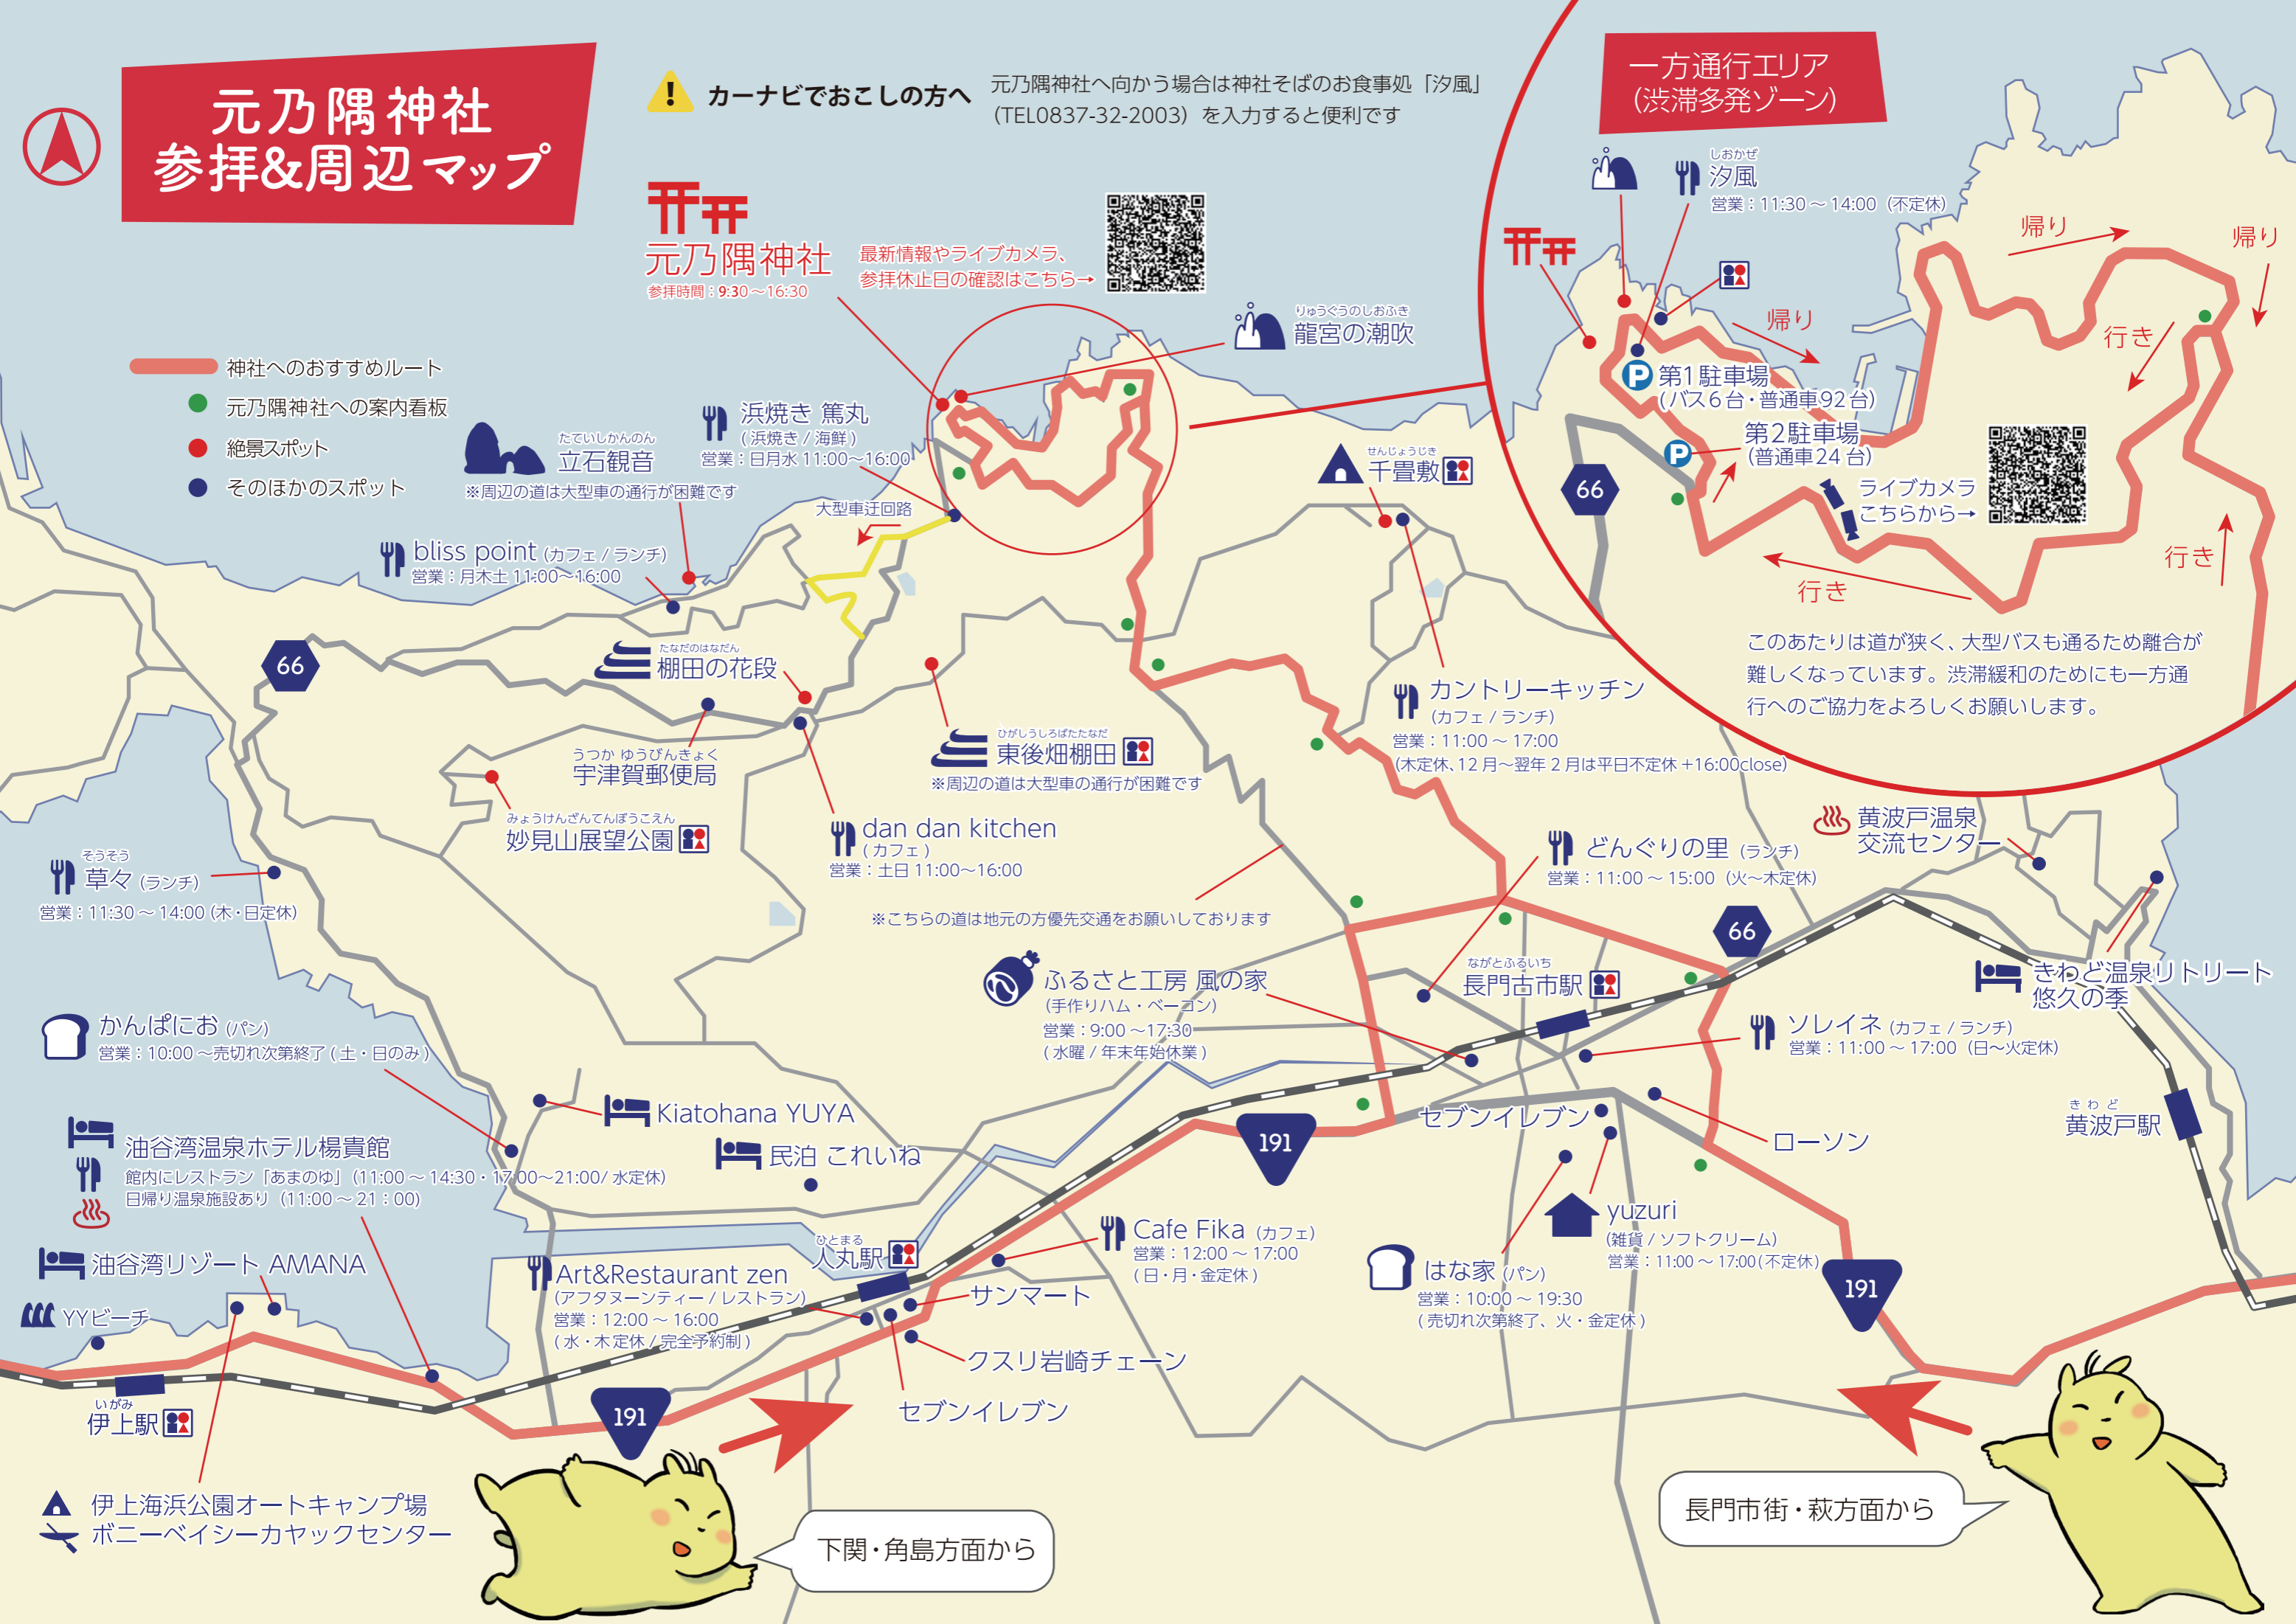 元乃隅神社
参拝&周辺マップ
カーナビでおこしの方へ
元乃隅神社へ向かう場合は神社そばのお食事処「汐風」
（TEL0837-32-2003）を入力すると便利です
元乃隅神社
参拝時間：9:30～16:30
最新情報やライブカメラ、
参拝休止日の確認はこちら→
りゅうぐうのしおふき
龍宮の潮吹
神社へのおすすめルート
元乃隅神社への案内看板
絶景スポット
そのほかのスポット
たていしかんのん
立石観音
※周辺の道は大型車の通行が困難です
浜焼き 篤丸
(浜焼き/海鮮)
営業：日月水 11:00～16:00
大型車迂回路
bliss point (カフェ/ランチ)
営業：月木土 11:00～16:00
せんじょうじき
千畳敷
一方通行エリア
(渋滞多発ゾーン)
しおかぜ
汐風
営業：11:30～14:00（不定休）
帰り
帰り
帰り
行き
行き
行き
第1駐車場
(バス6台・普通車92台)
第2駐車場
(普通車24台)
66
ライブカメラ
こちらから→
このあたりは道が狭く、大型バスも通るため離合が
難しくなっています。渋滞緩和のためにも一方通
行へのご協力をよろしくお願いします。
66
たなだのはなだん
棚田の花段
うつか ゆうびんきょく
宇津賀郵便局
みょうけんざんてんぼうこえん
妙見山展望公園
ひがしうしろばたたなだ
東後畑棚田
※周辺の道は大型車の通行が困難です
dan dan kitchen
(カフェ)
営業：土日 11:00～16:00
カントリーキッチン
(カフェ/ランチ)
営業：11:00～17:00
(木定休、12月～翌年2月は平日不定休+16:00close)
※こちらの道は地元の方優先交通をお願いしております
どんぐりの里 (ランチ)
営業：11:00～15:00（火～木定休）
黄波戸温泉
交流センター
そうそう
草々 (ランチ)
営業：11:30～14:00 (木・日定休)
66
ふるさと工房 風の家
(手作りハム・ベーコン)
営業：9:00～17:30
(水曜/年末年始休業)
ながとふるいち
長門古市駅
きわど温泉リトリート
悠久の季
ソレイネ (カフェ/ランチ)
営業：11:00～17:00（日～火定休）
かんぱにお (パン)
営業：10:00～売切れ次第終了(土・日のみ)
Kiatohana YUYA
民泊 これいね
セブンイレブン
ローソン
きわど
黄波戸駅
油谷湾温泉ホテル楊貴館
館内にレストラン「あまのゆ」(11:00～14:30・17:00～21:00/水定休)
日帰り温泉施設あり（11:00～21：00)
油谷湾リゾート AMANA
YYビーチ
いがみ
伊上駅
伊上海浜公園オートキャンプ場
ボニーベイシーカヤックセンター
Art&Restaurant zen
(アフタヌーンティー/レストラン)
営業：12:00～16:00
(水・木定休/完全予約制)
ひとまる
人丸駅
Cafe Fika (カフェ)
営業：12:00～17:00
(日・月・金定休)
サンマート
クスリ岩崎チェーン
セブンイレブン
はな家 (パン)
営業：10:00～19:30
(売切れ次第終了、火・金定休)
yuzuri
(雑貨/ソフトクリーム)
営業：11:00～17:00(不定休)
191
191
191
下関・角島方面から
長門市街・萩方面から